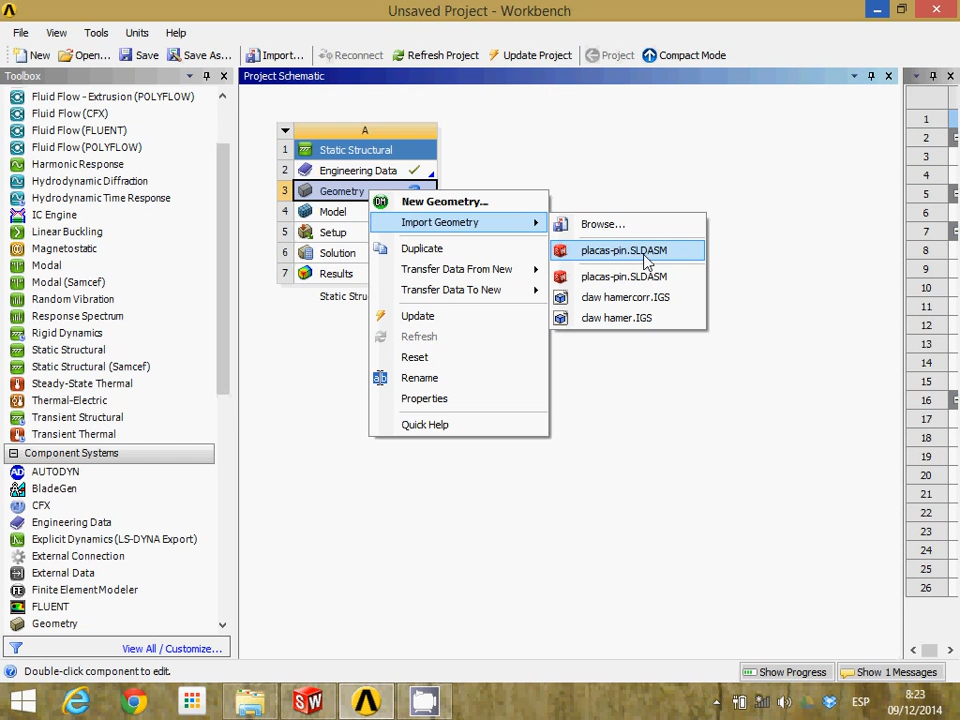 Unsaved Project - Workbench
File View Tools Units Help
New Open... Save Save As... Import... Reconnect Refresh Project Update Project Project Compact Mode
Toolbox
Project Schematic
Fluid Flow - Extrusion (POLYFLOW)
Fluid Flow (CFX)
Fluid Flow (FLUENT)
Fluid Flow (POLYFLOW)
Harmonic Response
Hydrodynamic Diffraction
Hydrodynamic Time Response
IC Engine
Linear Buckling
Magnetostatic
Modal
Modal (Samcef)
Random Vibration
Response Spectrum
Rigid Dynamics
Static Structural
Static Structural (Samcef)
Steady-State Thermal
Thermal-Electric
Transient Structural
Transient Thermal
Component Systems
AUTODYN
BladeGen
CFX
Engineering Data
Explicit Dynamics (LS-DYNA Export)
External Connection
External Data
Finite Element Modeler
FLUENT
Geometry
View All / Customize...
A
1 Static Structural
2 Engineering Data
3 Geometry
4 Model
5 Setup
6 Solution
7 Results
Static Stru
New Geometry...
Import Geometry
Duplicate
Transfer Data From New
Transfer Data To New
Update
Refresh
Reset
Rename
Properties
Quick Help
Browse...
placas-pin.SLDASM
placas-pin.SLDASM
claw hamercorr.IGS
claw hamer.IGS
1
2
3
4
5
6
7
8
9
10
11
12
13
14
15
16
17
18
19
20
21
22
23
24
25
26
Double-click component to edit.
Show Progress
Show 1 Messages
ESP
8:23
09/12/2014